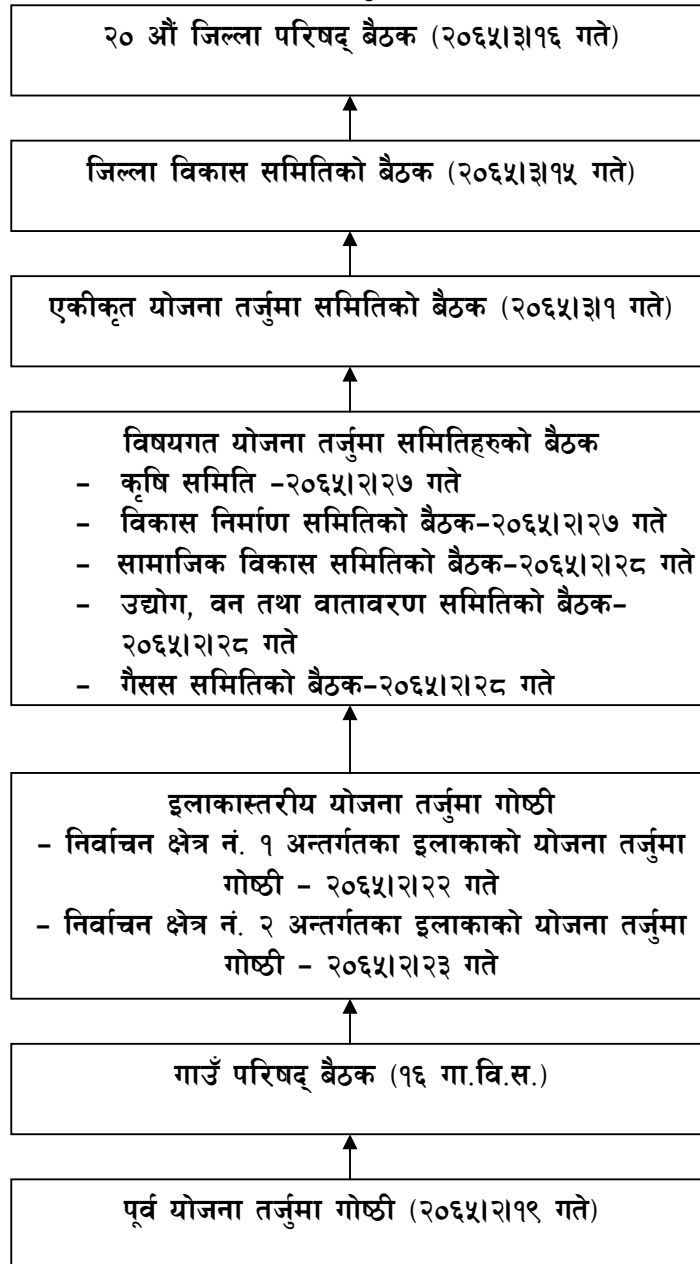 २० औं जिल्ला परिषद् बैठक (२०६५।३।१६ गते)
जिल्ला विकास समितिको बैठक (२०६५।३।१५ गते)
एकीकृत योजना तर्जुमा समितिको बैठक (२०६५।३।१ गते)
विषयगत योजना तर्जुमा समितिहरुको बैठक
– कृषि समिति –२०६५।२।२७ गते
– विकास निर्माण समितिको बैठक–२०६५।२।२७ गते
– सामाजिक विकास समितिको बैठक–२०६५।२।२८ गते
– उद्योग, वन तथा वातावरण समितिको बैठक–
२०६५।२।२८ गते
– गैसस समितिको बैठक–२०६५।२।२८ गते
इलाकास्तरीय योजना तर्जुमा गोष्ठी
– निर्वाचन क्षेत्र नं. १ अन्तर्गतका इलाकाको योजना तर्जुमा
गोष्ठी – २०६५।२।२२ गते
– निर्वाचन क्षेत्र नं. २ अन्तर्गतका इलाकाको योजना तर्जुमा
गोष्ठी – २०६५।२।२३ गते
गाउँ परिषद् बैठक (१६ गा.वि.स.)
पूर्व योजना तर्जुमा गोष्ठी (२०६५।२।१९ गते)